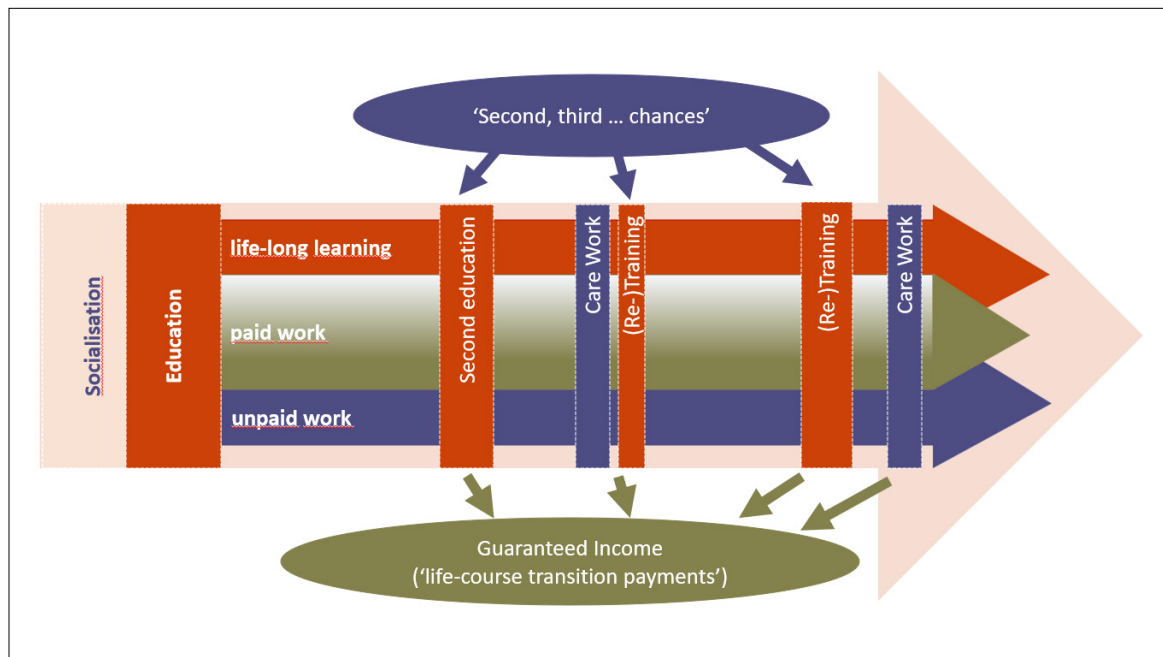 ‘Second, third … chances’
Socialisation
Education
life-long learning
paid work
unpaid work
Second education
Care Work
(Re-)Training
(Re-)Training
Care Work
Guaranteed Income
(‘life-course transition payments’)